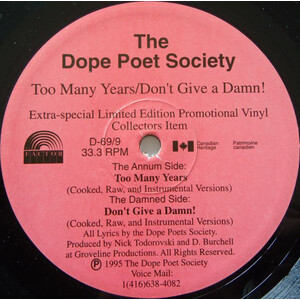 The
Dope Poet Society
Too Many Years/Don't Give a Damn!
Extra-special Limited Edition Promotional Vinyl
Collectors Item
D-69/9
33.3 RPM
FACTOR
Canadian Heritage
Patrimoine canadien
The Annum Side:
Too Many Years
(Cooked, Raw, and Instrumental Versions)
The Damned Side:
Don't Give a Damn!
(Cooked, Raw, and Instrumental Versions)
All Lyrics by the Dope Poets Society.
Produced by Nick Todorovski and D. Burchell
at Groveline Productions. All Rights Reserved.
Ⓟ 1995 The Dope Poet Society
Voice Mail:
1(416)638-4082